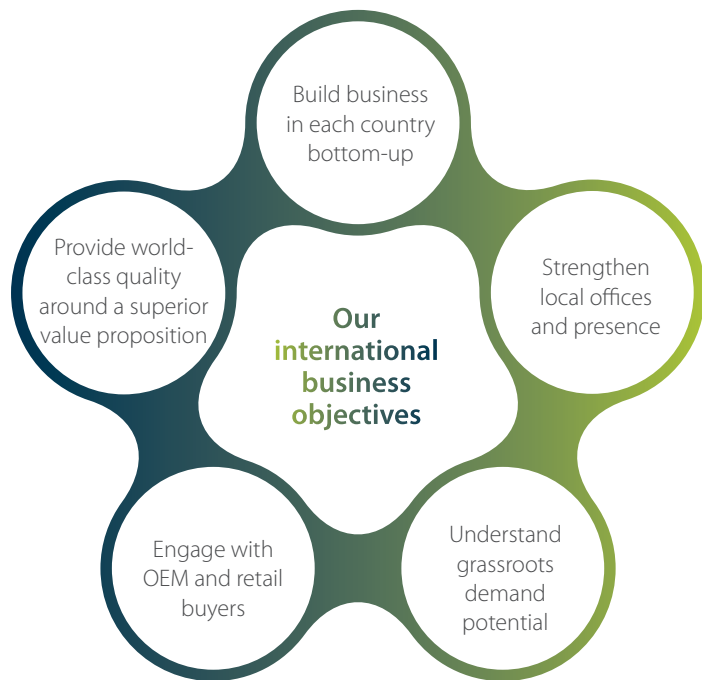 Build business
in each country
bottom-up
Strengthen
local offices
and presence
Understand
grassroots
demand
potential
Engage with
OEM and retail
buyers
Provide world-
class quality
around a superior
value proposition
Our
international
business
objectives